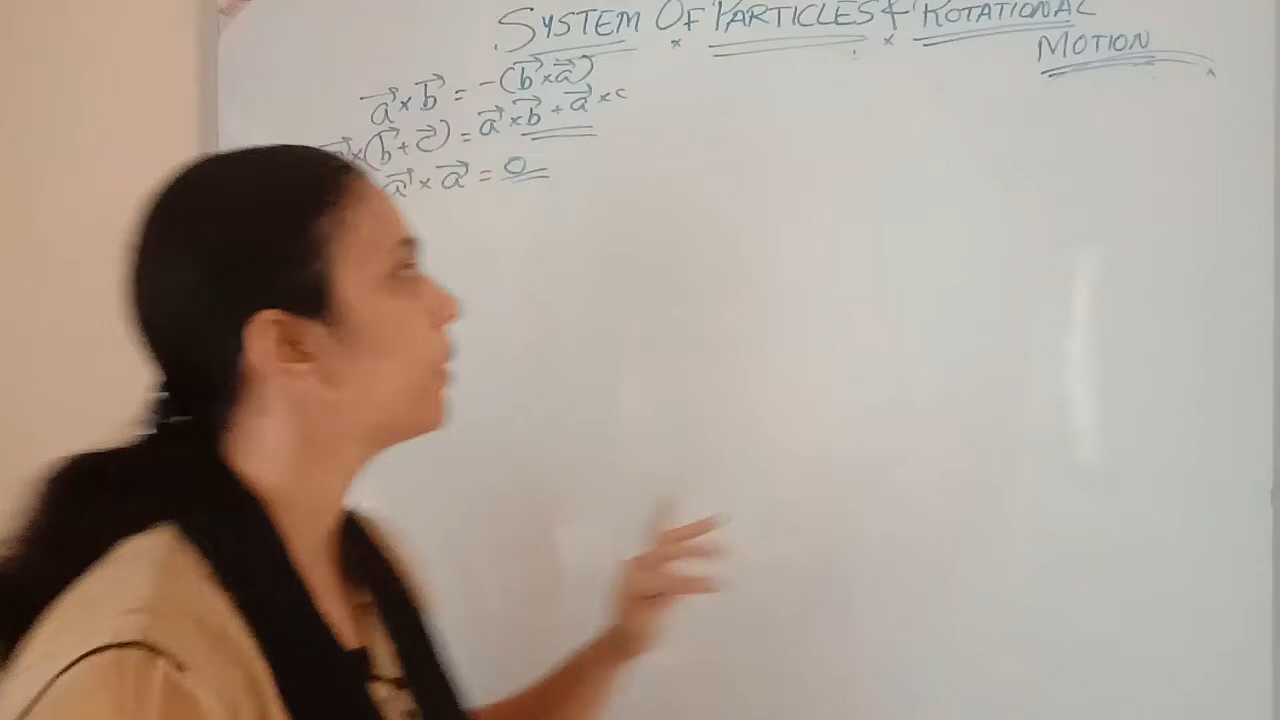 SYSTEM OF PARTICLES & ROTATIONAL
MOTION
a⃗ × b⃗ = -(b⃗ × a⃗)
× (b⃗ + c⃗) = a⃗ × b⃗ + a⃗ × c
a⃗ × a⃗ = 0